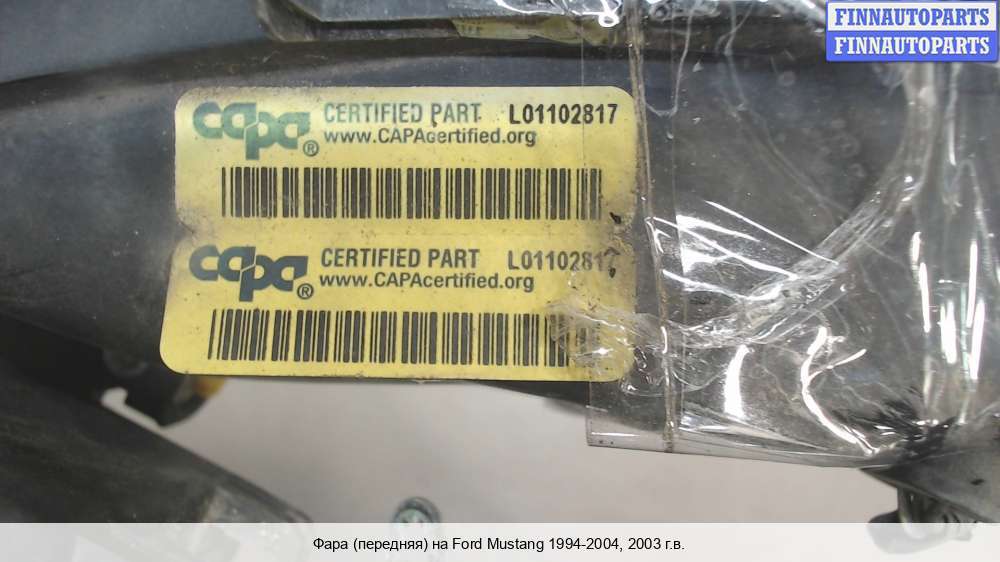 FINNAUTOPARTS
FINNAUTOPARTS
capa® CERTIFIED PART L01102817
www.CAPAcertified.org
capa® CERTIFIED PART L01102817
www.CAPAcertified.org
Фара (передняя) на Ford Mustang 1994-2004, 2003 г.в.